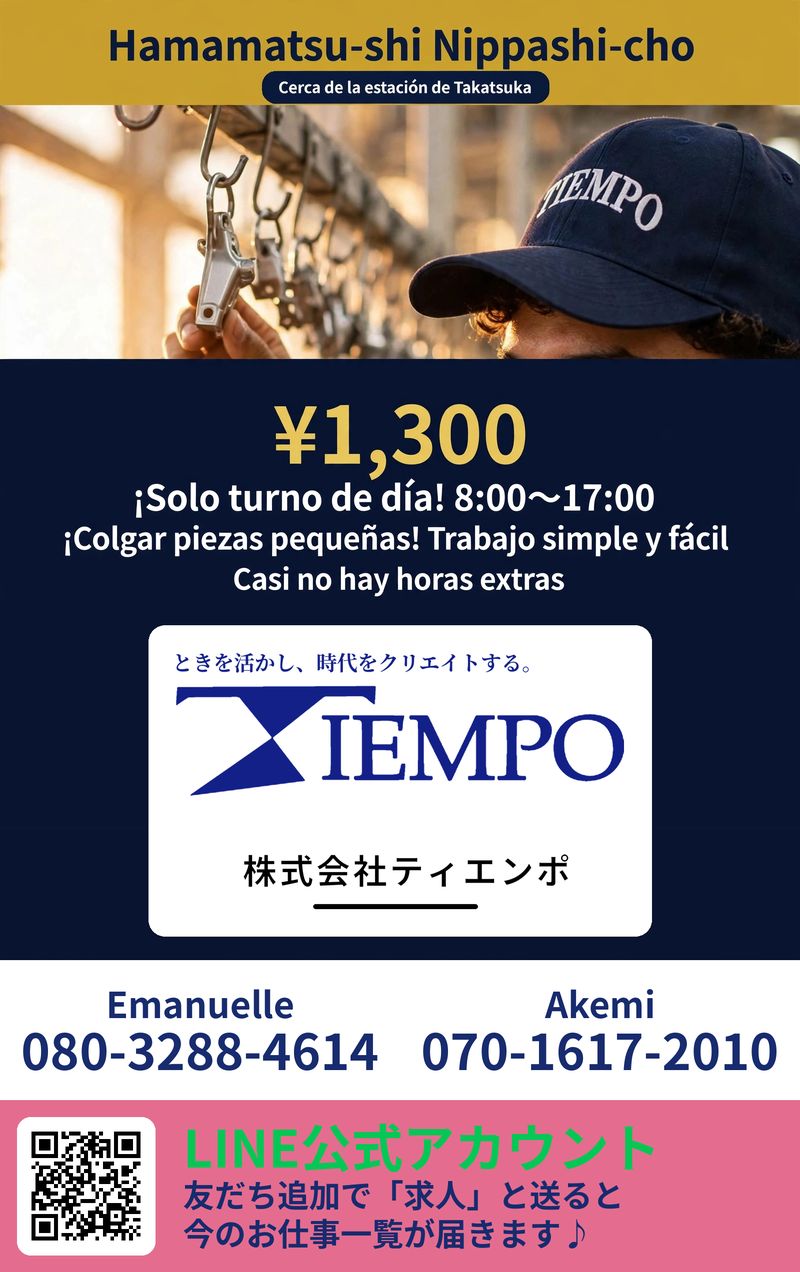 Hamamatsu-shi Nippashi-cho
Cerca de la estación de Takatsuka
TIEMPO
¥1,300
¡Solo turno de día! 8:00～17:00
¡Colgar piezas pequeñas! Trabajo simple y fácil
Casi no hay horas extras
ときを活かし、時代をクリエイトする。
TIEMPO
株式会社ティエンポ
Emanuelle
080-3288-4614
Akemi
070-1617-2010
LINE公式アカウント
友だち追加で「求人」と送ると
今のお仕事一覧が届きます♪